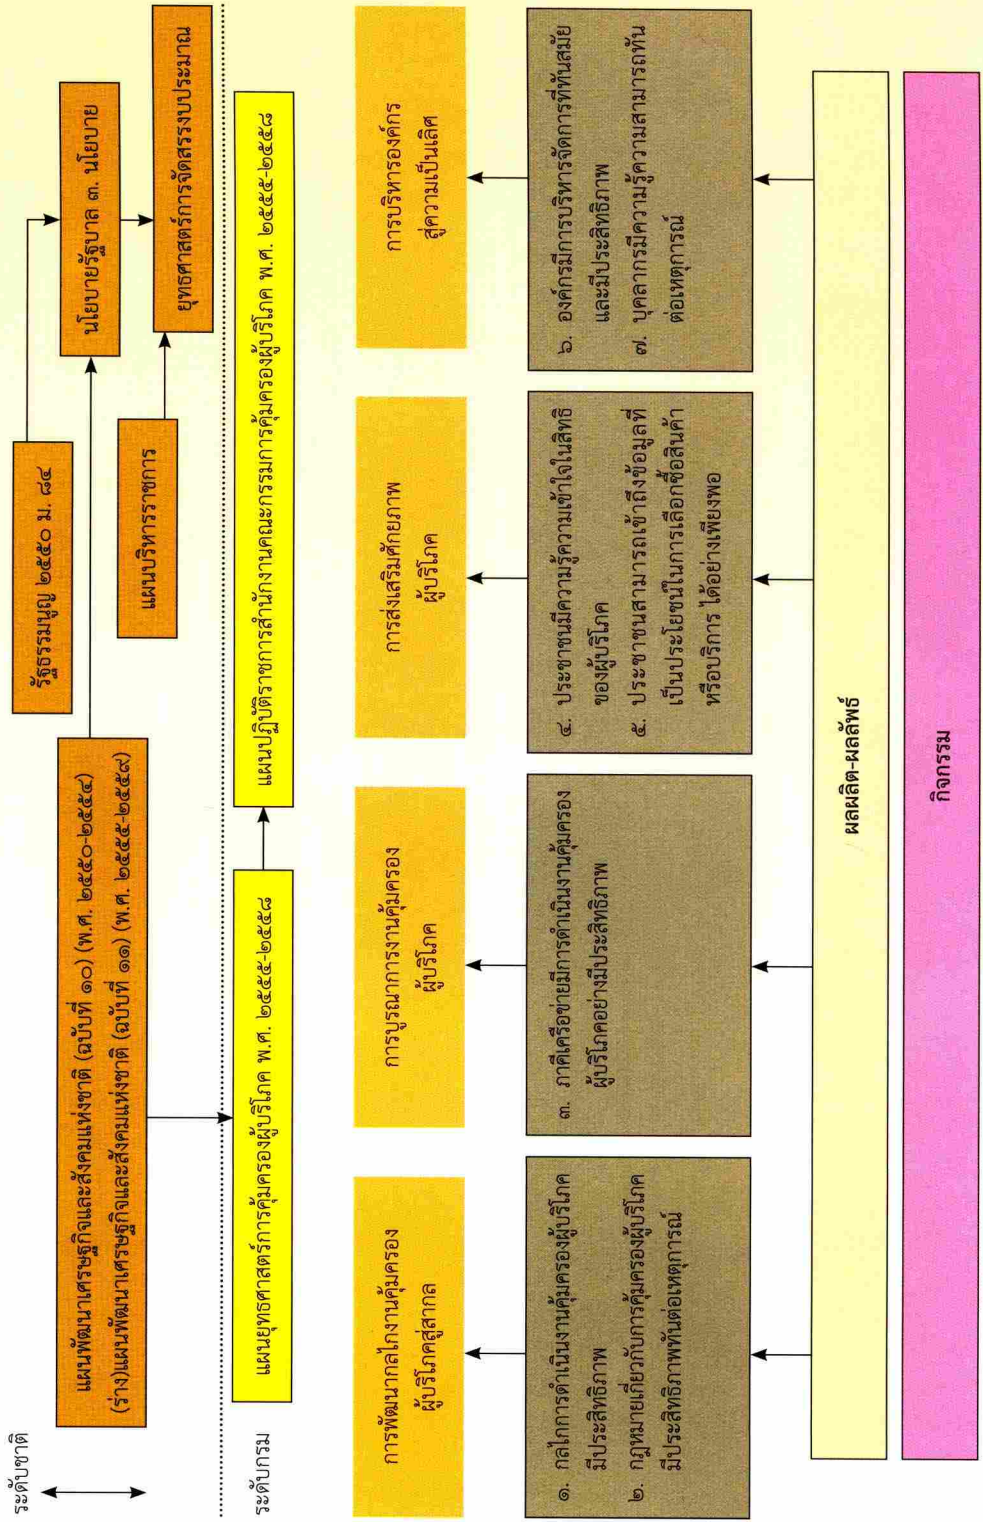 ระดับชาติ
รัฐธรรมนูญ ๒๕๕๐ ม. ๘๔
แผนพัฒนาเศรษฐกิจและสังคมแห่งชาติ (ฉบับที่ ๑๐) (พ.ศ. ๒๕๕๐-๒๕๕๔)
(ร่าง)แผนพัฒนาเศรษฐกิจและสังคมแห่งชาติ (ฉบับที่ ๑๑) (พ.ศ. ๒๕๕๕-๒๕๕๙)
นโยบายรัฐบาล ๓. นโยบาย
แผนบริหารราชการ
ยุทธศาสตร์การจัดสรรงบประมาณ
ระดับกรม
แผนยุทธศาสตร์การคุ้มครองผู้บริโภค พ.ศ. ๒๕๕๕-๒๕๕๘
แผนปฏิบัติราชการสำนักงานคณะกรรมการคุ้มครองผู้บริโภค พ.ศ. ๒๕๕๕-๒๕๕๘
การพัฒนากลไกงานคุ้มครอง
ผู้บริโภคสู่สากล
การบูรณาการงานคุ้มครอง
ผู้บริโภค
การส่งเสริมศักยภาพ
ผู้บริโภค
การบริหารองค์กร
สู่ความเป็นเลิศ
๑. กลไกการดำเนินงานคุ้มครองผู้บริโภค
มีประสิทธิภาพ
๒. กฎหมายเกี่ยวกับการคุ้มครองผู้บริโภค
มีประสิทธิภาพทันต่อเหตุการณ์
๓. ภาคีเครือข่ายมีการดำเนินงานคุ้มครอง
ผู้บริโภคอย่างมีประสิทธิภาพ
๔. ประชาชนมีความรู้ความเข้าใจในสิทธิ
ของผู้บริโภค
๕. ประชาชนสามารถเข้าถึงข้อมูลที่
เป็นประโยชน์ในการเลือกซื้อสินค้า
หรือบริการ ได้อย่างเพียงพอ
๖. องค์กรมีการบริหารจัดการที่ทันสมัย
และมีประสิทธิภาพ
๗. บุคลากรมีความรู้ความสามารถทัน
ต่อเหตุการณ์
ผลผลิต-ผลลัพธ์
กิจกรรม